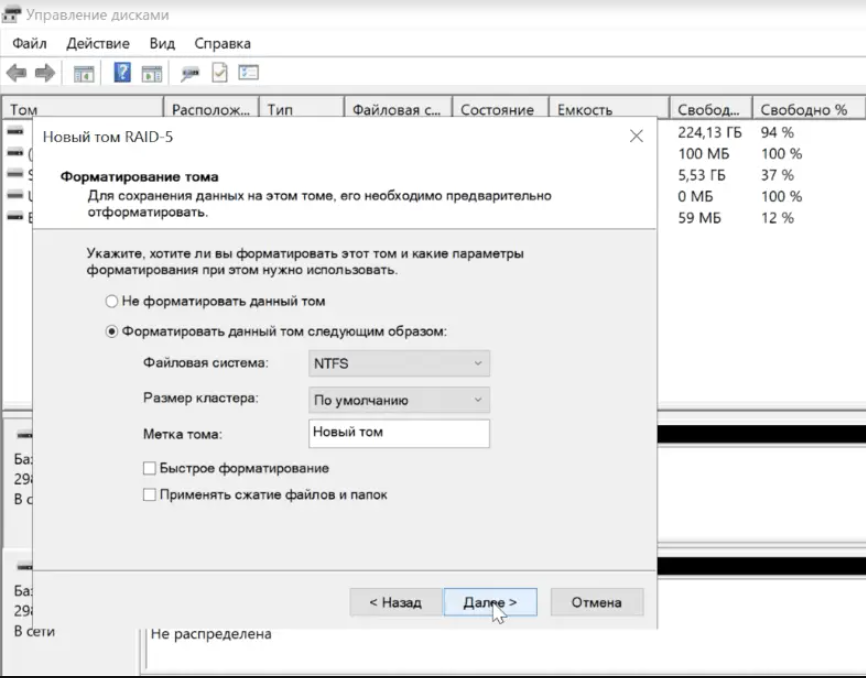 Управление дисками
Файл Действие Вид Справка
Том Располож... Тип Файловая с... Состояние Емкость Свобод... Свободно %
224,13 ГБ 94 %
100 МБ 100 %
5,53 ГБ 37 %
0 МБ 100 %
59 МБ 12 %
Новый том RAID-5
Форматирование тома
Для сохранения данных на этом томе, его необходимо предварительно
отформатировать.
Укажите, хотите ли вы форматировать этот том и какие параметры
форматирования при этом нужно использовать.
Не форматировать данный том
Форматировать данный том следующим образом:
Файловая система: NTFS
Размер кластера: По умолчанию
Метка тома: Новый том
Быстрое форматирование
Применять сжатие файлов и папок
< Назад Далее > Отмена
Ба
298
В с
Ба
298
В сети
Не распределена